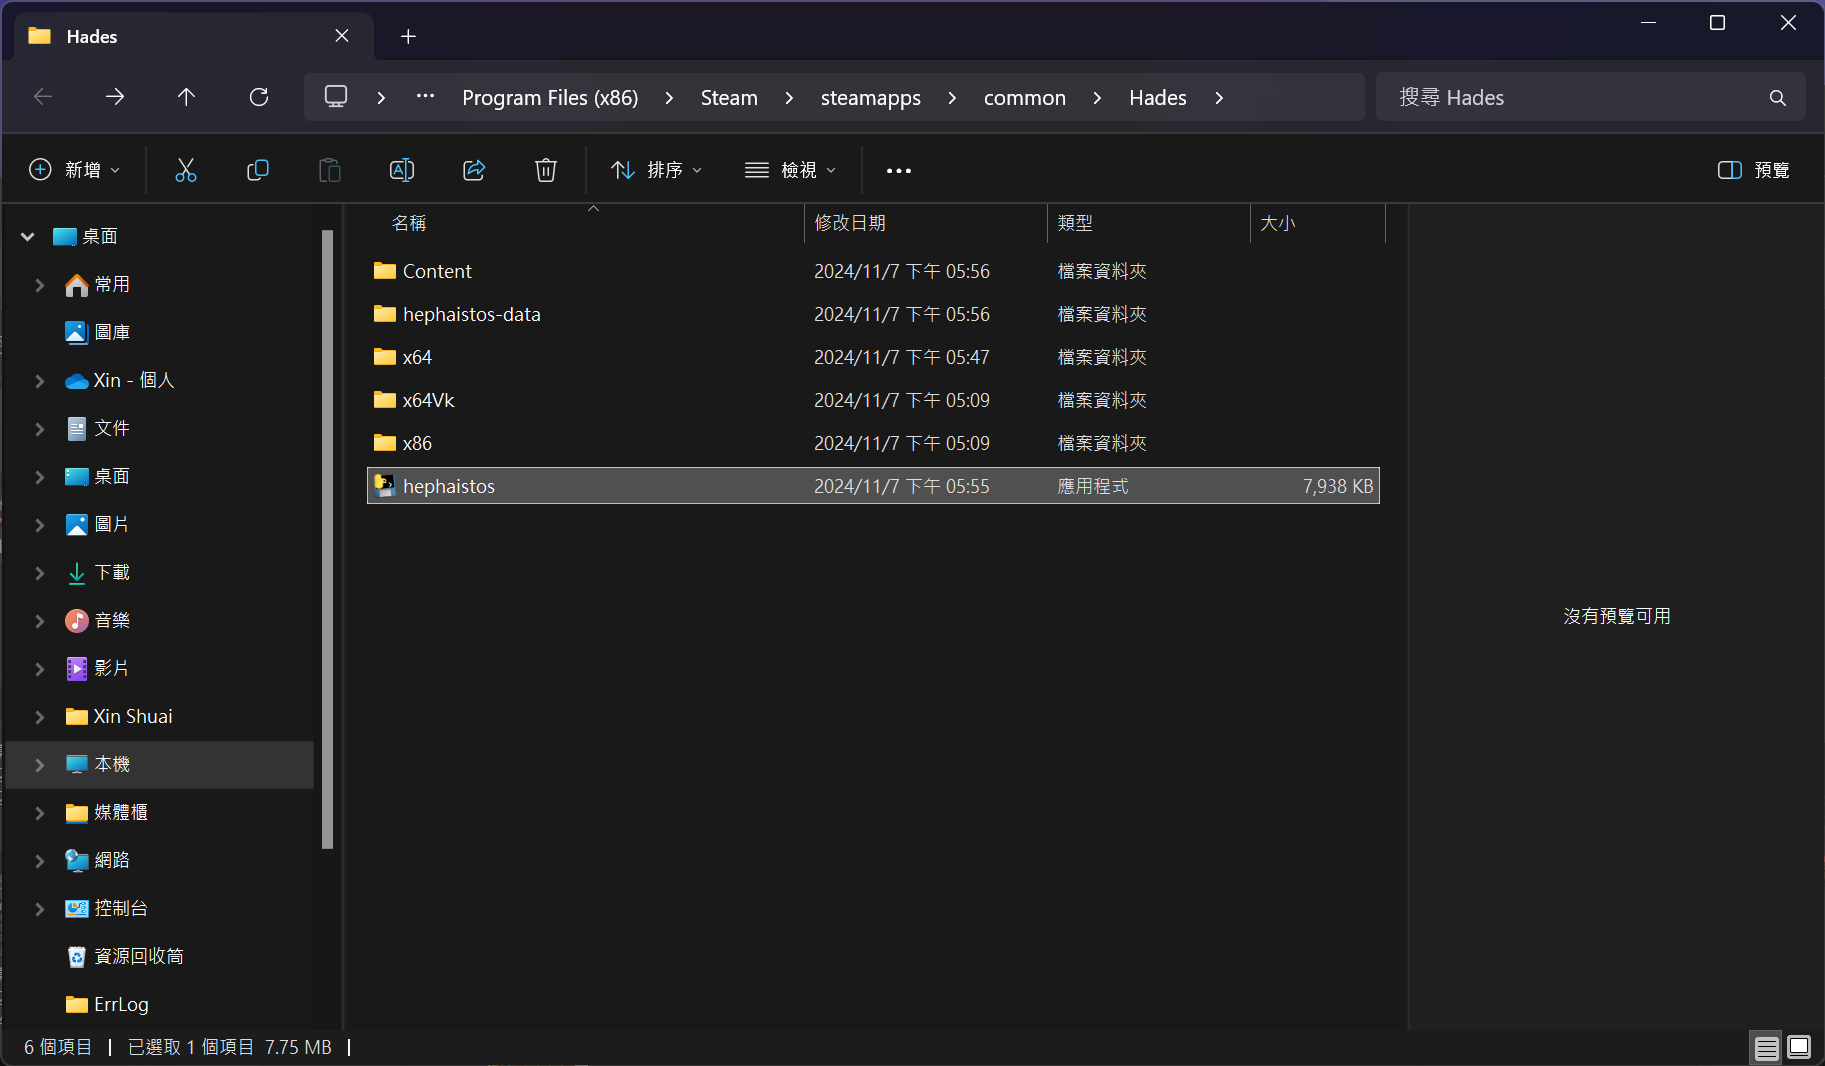 Hades
Program Files (x86) Steam steamapps common Hades
搜尋 Hades
新增
排序
檢視
預覽
桌面
常用
圖庫
Xin - 個人
文件
桌面
圖片
下載
音樂
影片
Xin Shuai
本機
媒體櫃
網路
控制台
資源回收筒
ErrLog
名稱 修改日期 類型 大小
Content 2024/11/7 下午 05:56 檔案資料夾
hephaistos-data 2024/11/7 下午 05:56 檔案資料夾
x64 2024/11/7 下午 05:47 檔案資料夾
x64Vk 2024/11/7 下午 05:09 檔案資料夾
x86 2024/11/7 下午 05:09 檔案資料夾
hephaistos 2024/11/7 下午 05:55 應用程式 7,938 KB
沒有預覽可用
6 個項目 | 已選取 1 個項目 7.75 MB |